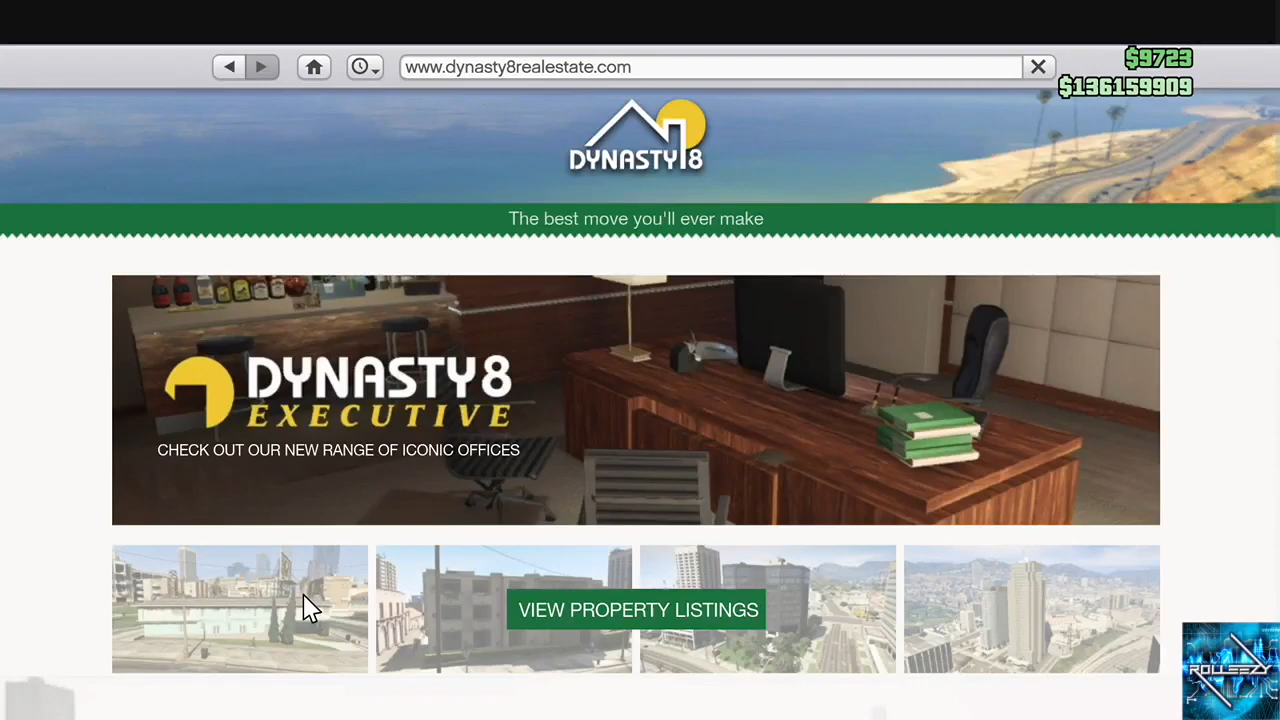 www.dynasty8realestate.com
$9723
$136159909
DYNASTY8
The best move you'll ever make
DYNASTY8
EXECUTIVE
CHECK OUT OUR NEW RANGE OF ICONIC OFFICES
VIEW PROPERTY LISTINGS
ROLLEEZY